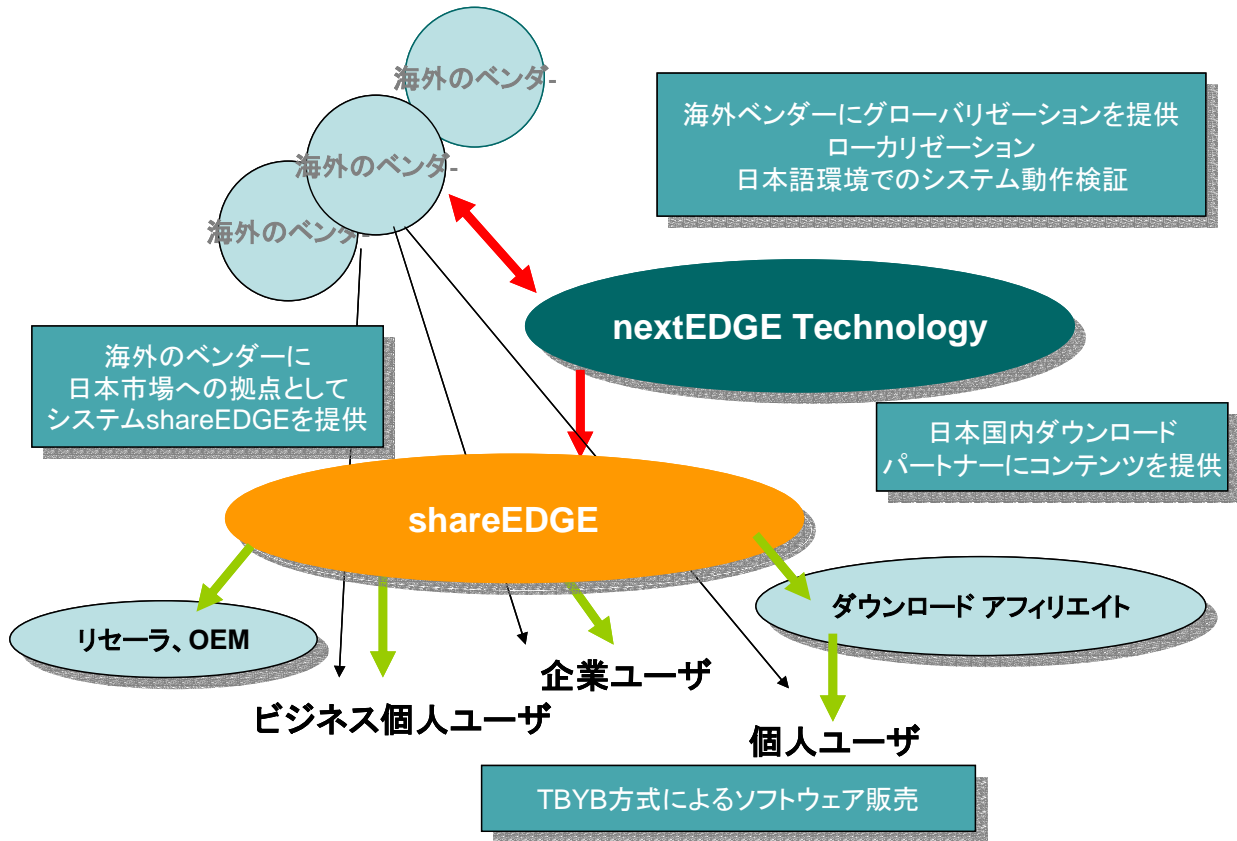 海外のベンダ-
海外のベンダ-
海外のベンダ-
海外ベンダーにグローバリゼーションを提供
ローカリゼーション
日本語環境でのシステム動作検証
nextEDGE Technology
海外のベンダーに
日本市場への拠点として
システムshareEDGEを提供
日本国内ダウンロード
パートナーにコンテンツを提供
shareEDGE
リセーラ、OEM
ダウンロード アフィリエイト
企業ユーザ
ビジネス個人ユーザ
個人ユーザ
TBYB方式によるソフトウェア販売